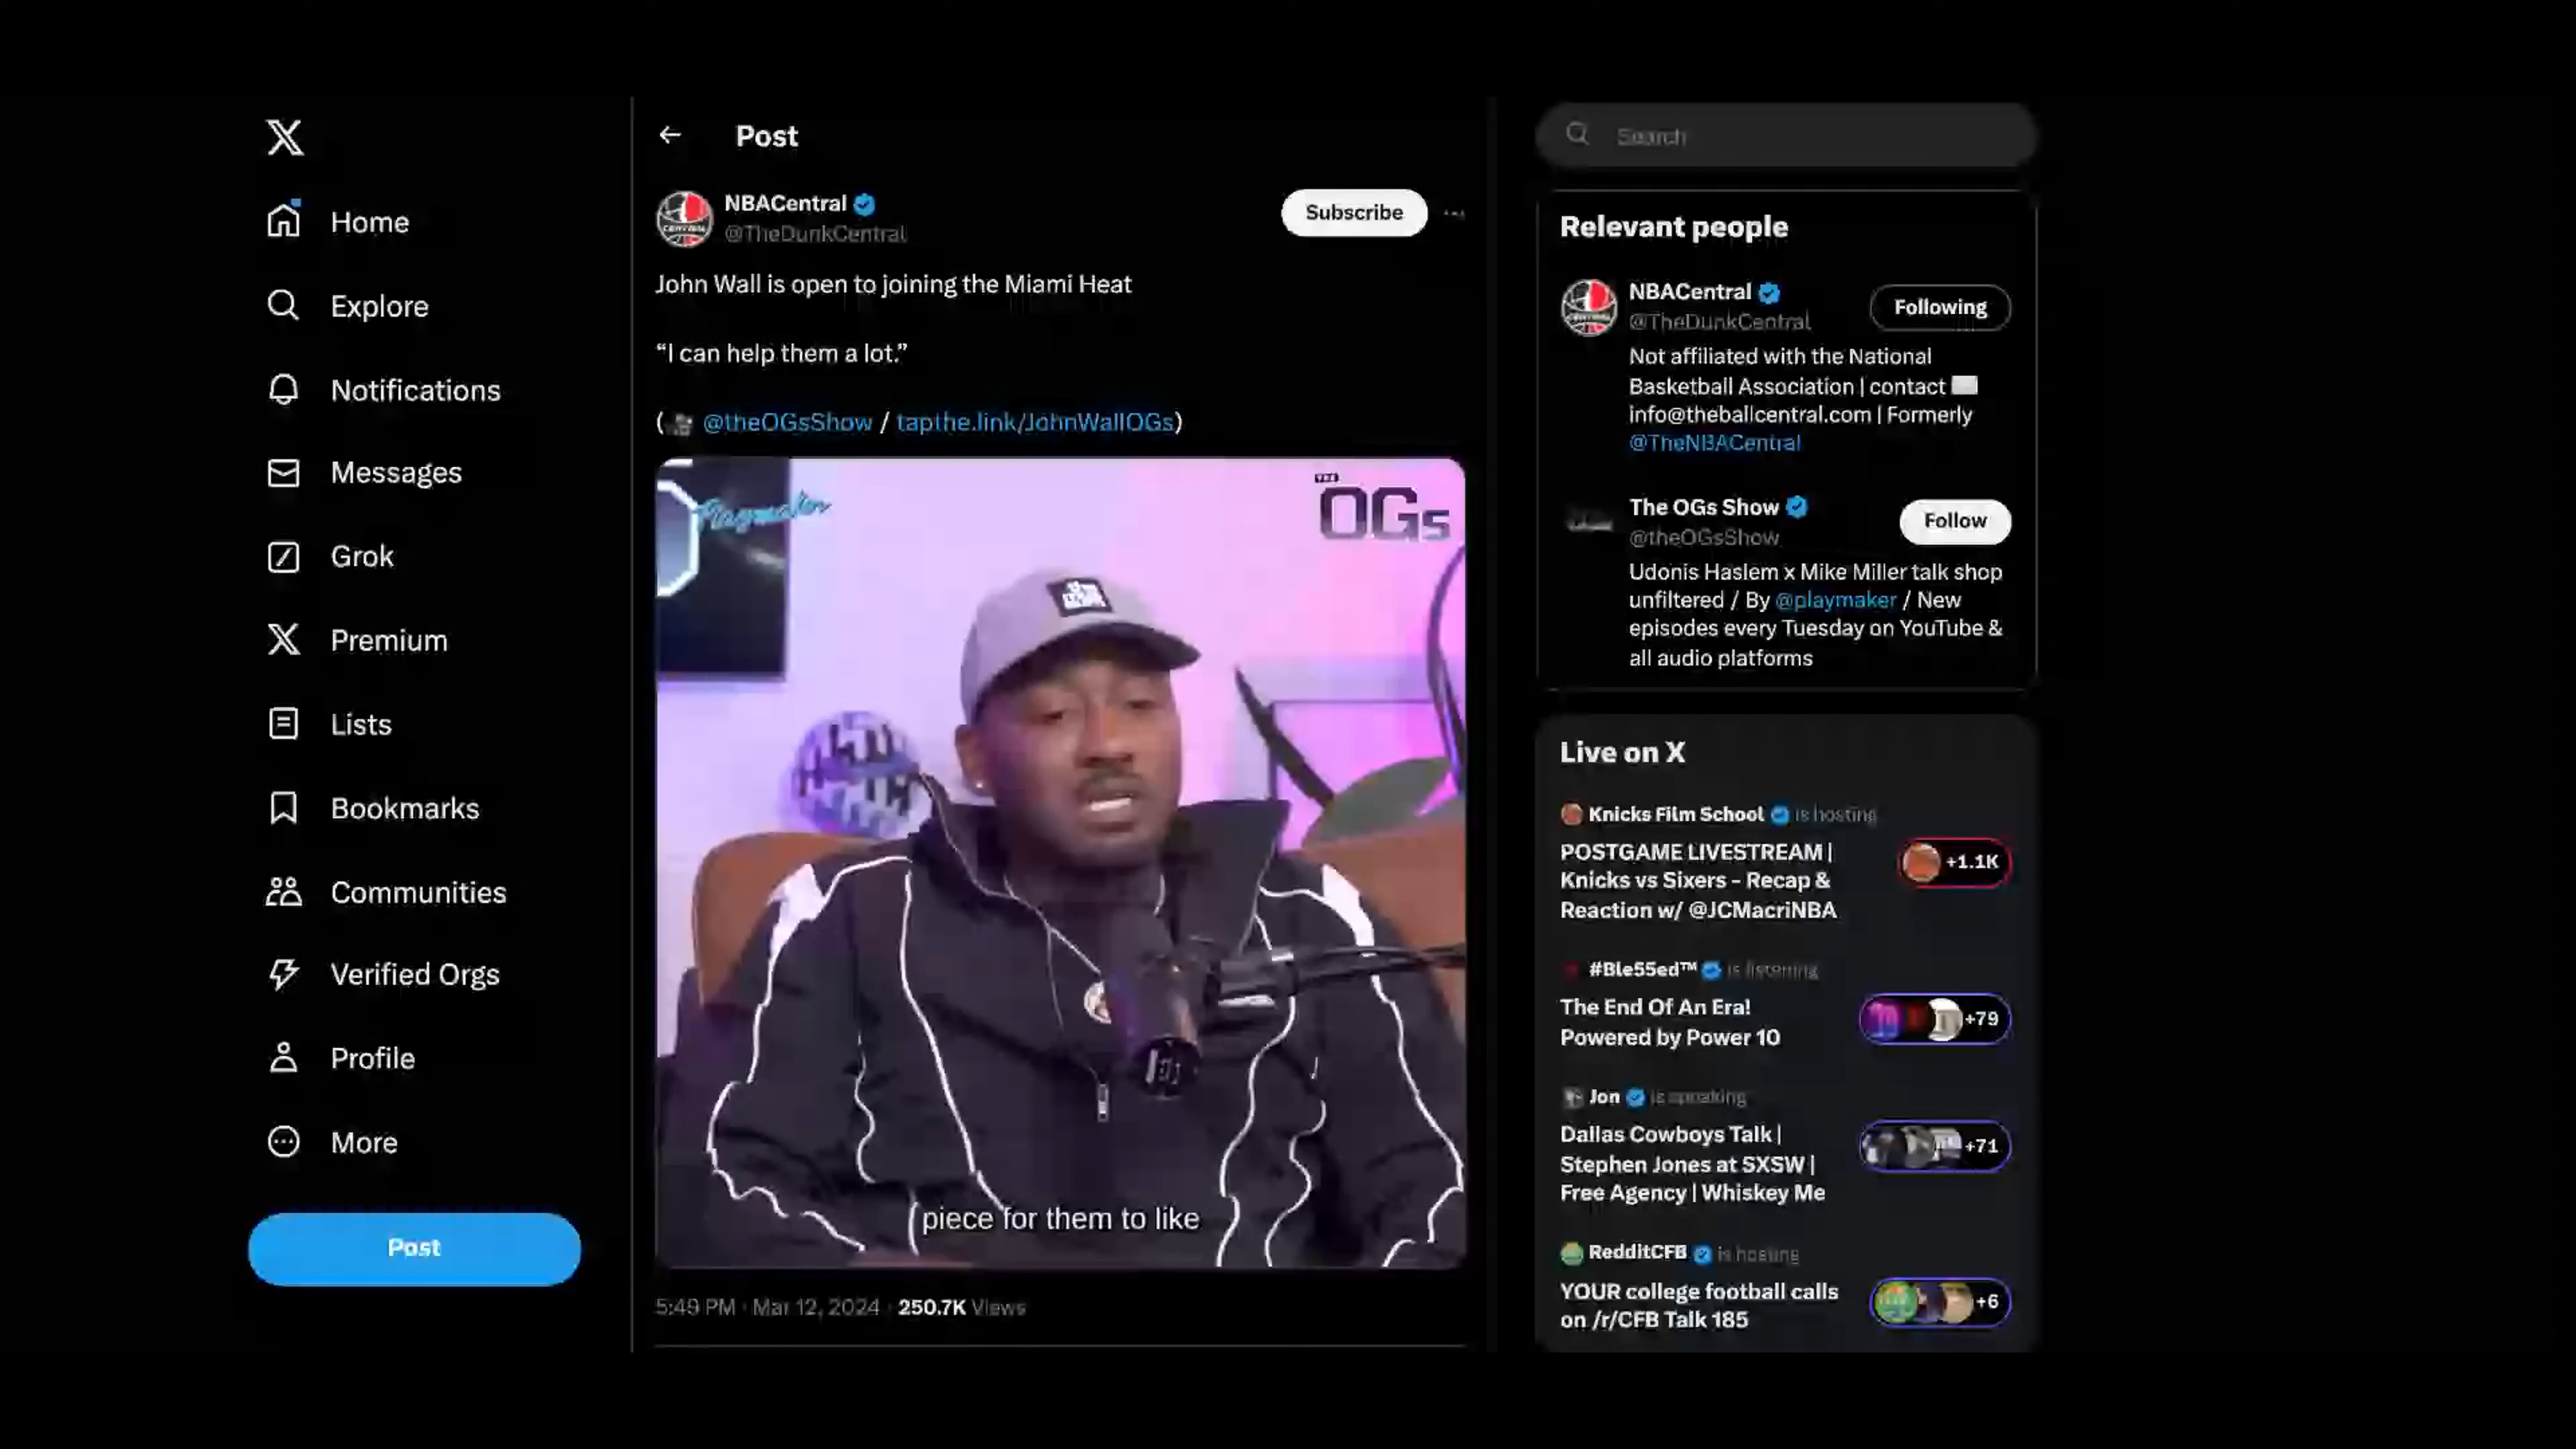 Home
Explore
Notifications
Messages
Grok
Premium
Lists
Bookmarks
Communities
Verified Orgs
Profile
More
Post
Post
NBACentral
@TheDunkCentral
Subscribe
John Wall is open to joining the Miami Heat
“I can help them a lot.”
( @theOGsShow / tapthe.link/JohnWallOGs)
Playmaker
THE
OGs
piece for them to like
5:49 PM · Mar 12, 2024 · 250.7K Views
Search
Relevant people
NBACentral
@TheDunkCentral
Following
Not affiliated with the National
Basketball Association | contact
info@theballcentral.com | Formerly
@TheNBACentral
The OGs Show
@theOGsShow
Follow
Udonis Haslem x Mike Miller talk shop
unfiltered / By @playmaker / New
episodes every Tuesday on YouTube &
all audio platforms
Live on X
Knicks Film School is hosting
POSTGAME LIVESTREAM |
Knicks vs Sixers - Recap &
Reaction w/ @JCMacriNBA
+1.1K
#Ble55ed™ is listening
The End Of An Era!
Powered by Power 10
+79
Jon is speaking
Dallas Cowboys Talk |
Stephen Jones at SXSW |
Free Agency | Whiskey Me
+71
RedditCFB is hosting
YOUR college football calls
on /r/CFB Talk 185
+6